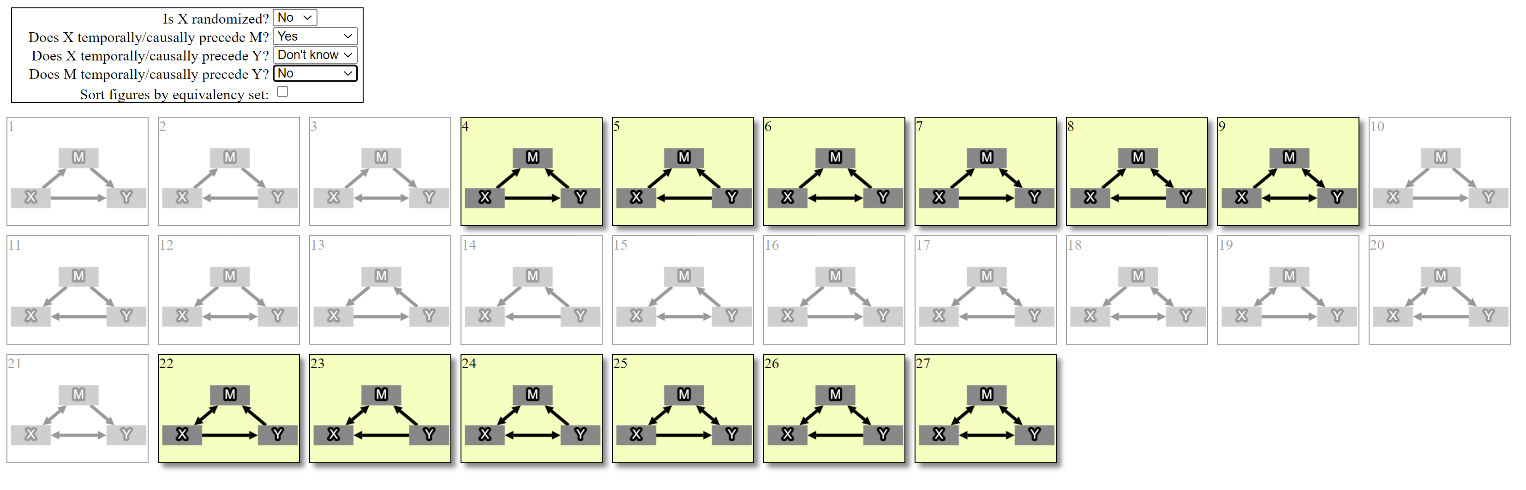 Is X randomized? No
Does X temporally/causally precede M? Yes
Does X temporally/causally precede Y? Don't know
Does M temporally/causally precede Y? No
Sort figures by equivalency set:
1 2 3 4 5 6 7 8 9 10
M M M M M M M M M M
X Y X Y X Y X Y X Y X Y X Y X Y X Y X Y
11 12 13 14 15 16 17 18 19 20
M M M M M M M M M M
X Y X Y X Y X Y X Y X Y X Y X Y X Y X Y
21 22 23 24 25 26 27
M M M M M M M
X Y X Y X Y X Y X Y X Y X Y